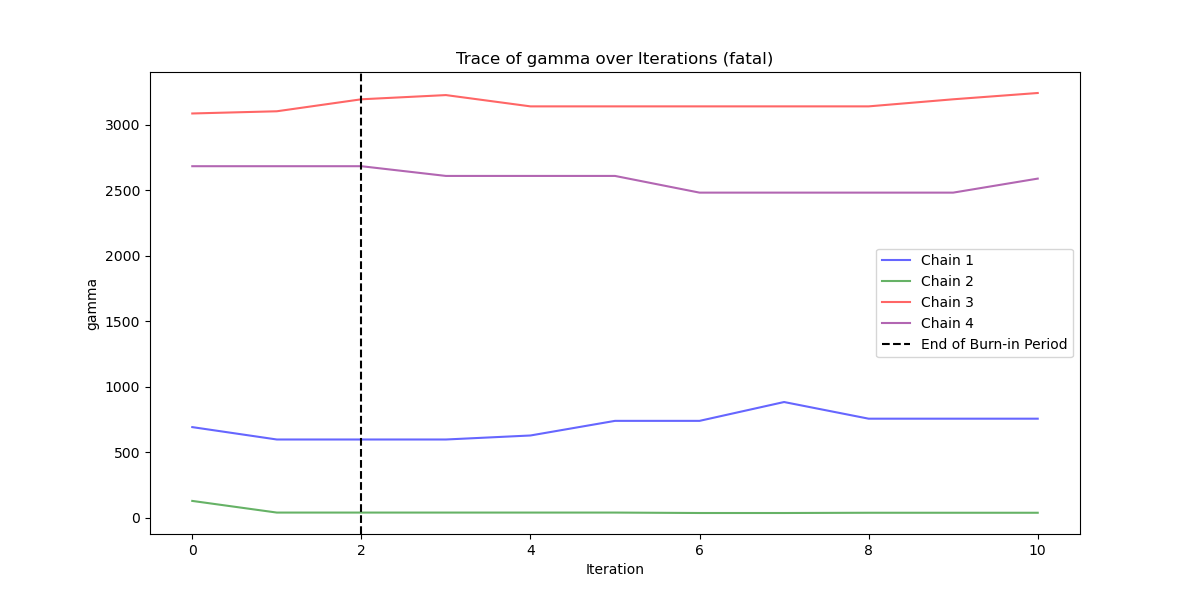 Trace of gamma over Iterations (fatal)
3000
2500
2000
1500
1000
500
0
gamma
Chain 1
Chain 2
Chain 3
Chain 4
End of Burn-in Period
0 2 4 6 8 10
Iteration